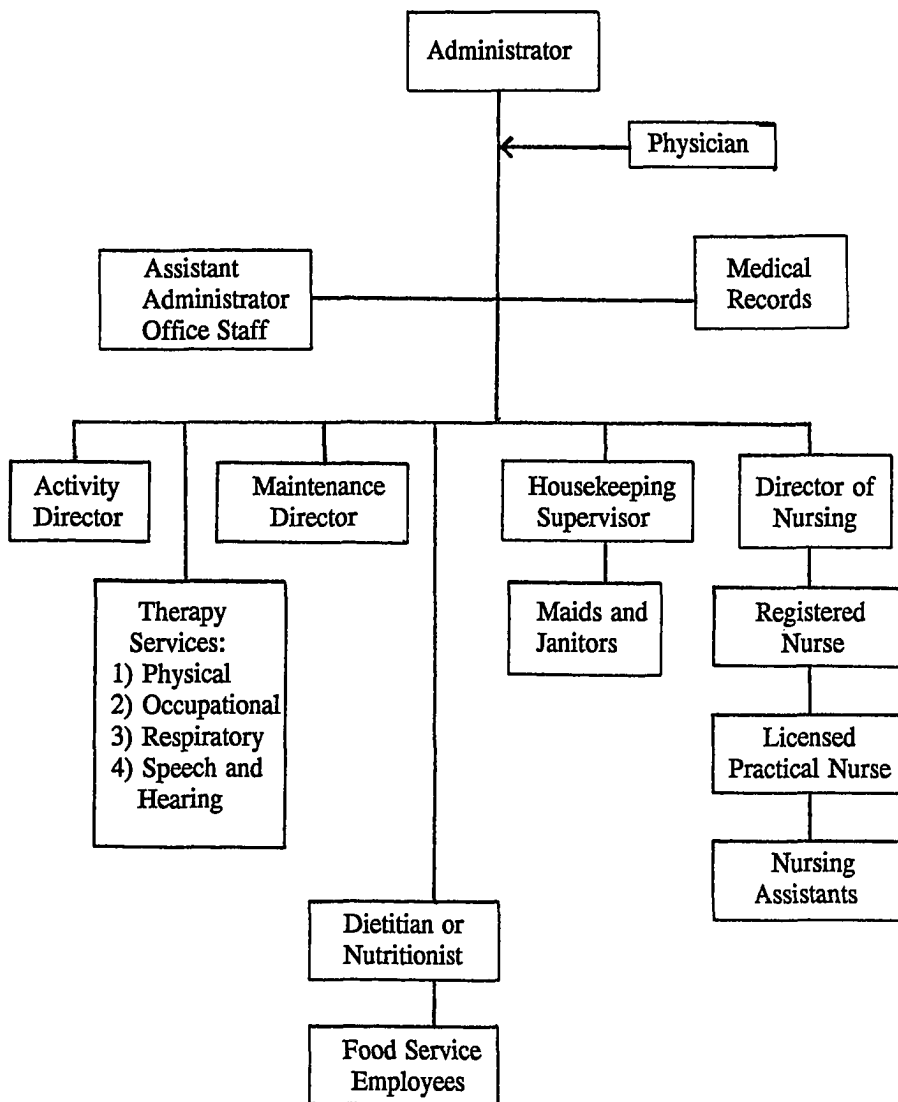 Administrator
Physician
Assistant
Administrator
Office Staff
Medical
Records
Activity
Director
Maintenance
Director
Housekeeping
Supervisor
Director of
Nursing
Therapy
Services:
1) Physical
2) Occupational
3) Respiratory
4) Speech and
Hearing
Maids and
Janitors
Registered
Nurse
Licensed
Practical Nurse
Nursing
Assistants
Dietitian or
Nutritionist
Food Service
Employees